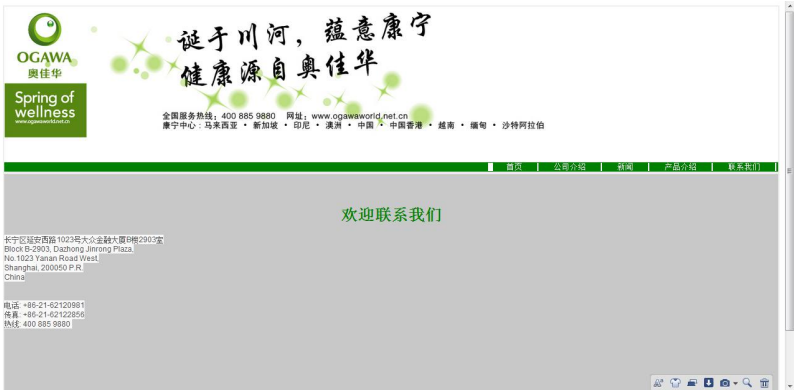 OGAWA
奥佳华
Spring of
wellness
www.ogawaworld.net.cn
诞于川河，蕴意康宁
健康源自奥佳华
全国服务热线：400 885 9880 网址：www.ogawaworld.net.cn
康宁中心：马来西亚 • 新加坡 • 印尼 • 澳洲 • 中国 • 中国香港 • 越南 • 缅甸 • 沙特阿拉伯
首页 | 公司介绍 | 新闻 | 产品介绍 | 联系我们 |
欢迎联系我们
长宁区延安西路1023号大众金融大厦B楼2903室
Block B-2903, Dazhong Jinrong Plaza,
No.1023 Yanan Road West,
Shanghai, 200050 P.R.
China
电话: +86-21-62120981
传真: +86-21-62122856
热线: 400 885 9880